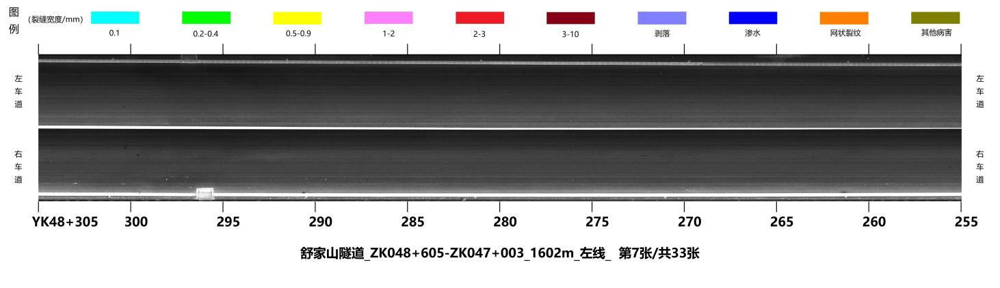 图例
(裂缝宽度/mm)
0.1 0.2-0.4 0.5-0.9 1-2 2-3 3-10 剥落 渗水 网状裂纹 其他病害
左车道 左车道
右车道 右车道
YK48+305 300 295 290 285 280 275 270 265 260 255
舒家山隧道_ZK048+605-ZK047+003_1602m_左线_ 第7张/共33张